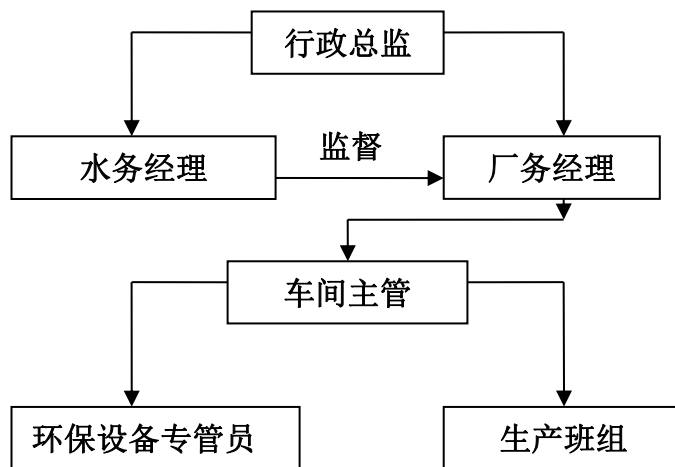 行政总监
监督
水务经理
厂务经理
车间主管
环保设备专管员
生产班组